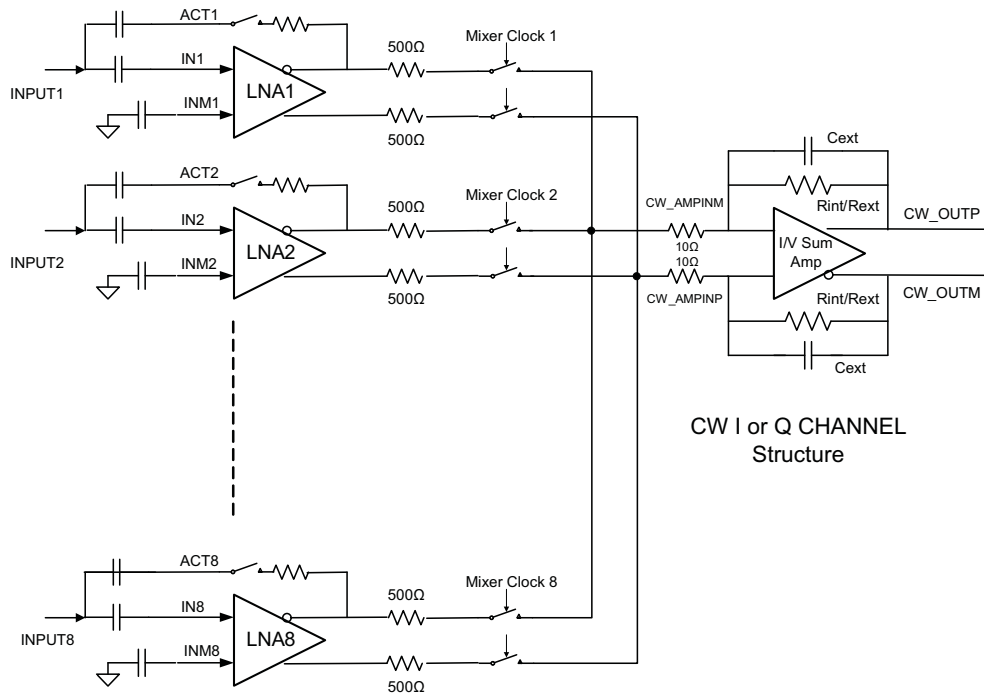 ACT1
500Ω
Mixer Clock 1
INPUT1
IN1
LNA1
INM1
500Ω
ACT2
500Ω
Mixer Clock 2
INPUT2
IN2
LNA2
INM2
500Ω
Cext
CW_AMPINM
Rint/Rext
CW_OUTP
10Ω
10Ω
I/V Sum
Amp
CW_AMPINP
Rint/Rext
CW_OUTM
Cext
CW I or Q CHANNEL
Structure
ACT8
500Ω
Mixer Clock 8
INPUT8
IN8
LNA8
INM8
500Ω